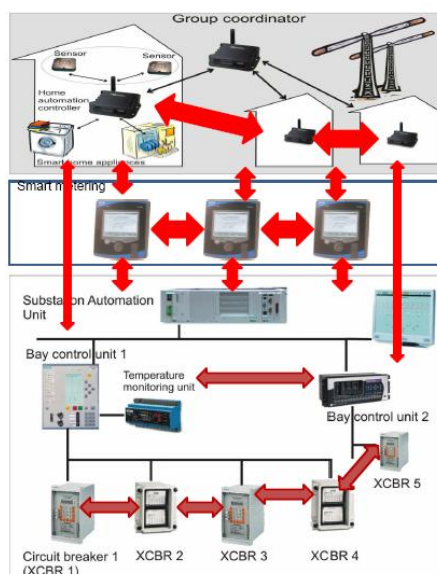 Group coordinator
Sensor
Sensor
Home
automation
controller
Smart home appliances
Smart metering
Substation Automation
Unit
Bay control unit 1
Temperature
monitoring unit
Bay control unit 2
XCBR 5
Circuit breaker 1
(XCBR 1)
XCBR 2
XCBR 3
XCBR 4